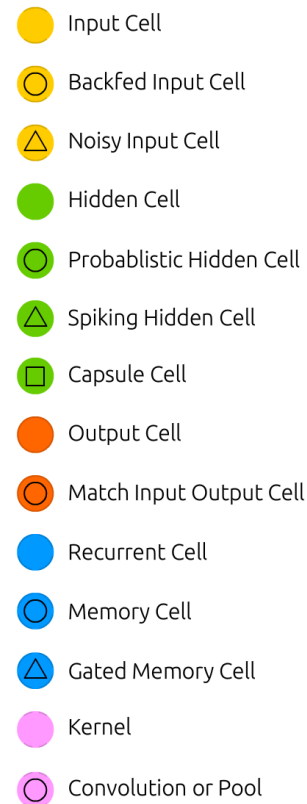 Input Cell
Backfed Input Cell
Noisy Input Cell
Hidden Cell
Probablistic Hidden Cell
Spiking Hidden Cell
Capsule Cell
Output Cell
Match Input Output Cell
Recurrent Cell
Memory Cell
Gated Memory Cell
Kernel
Convolution or Pool